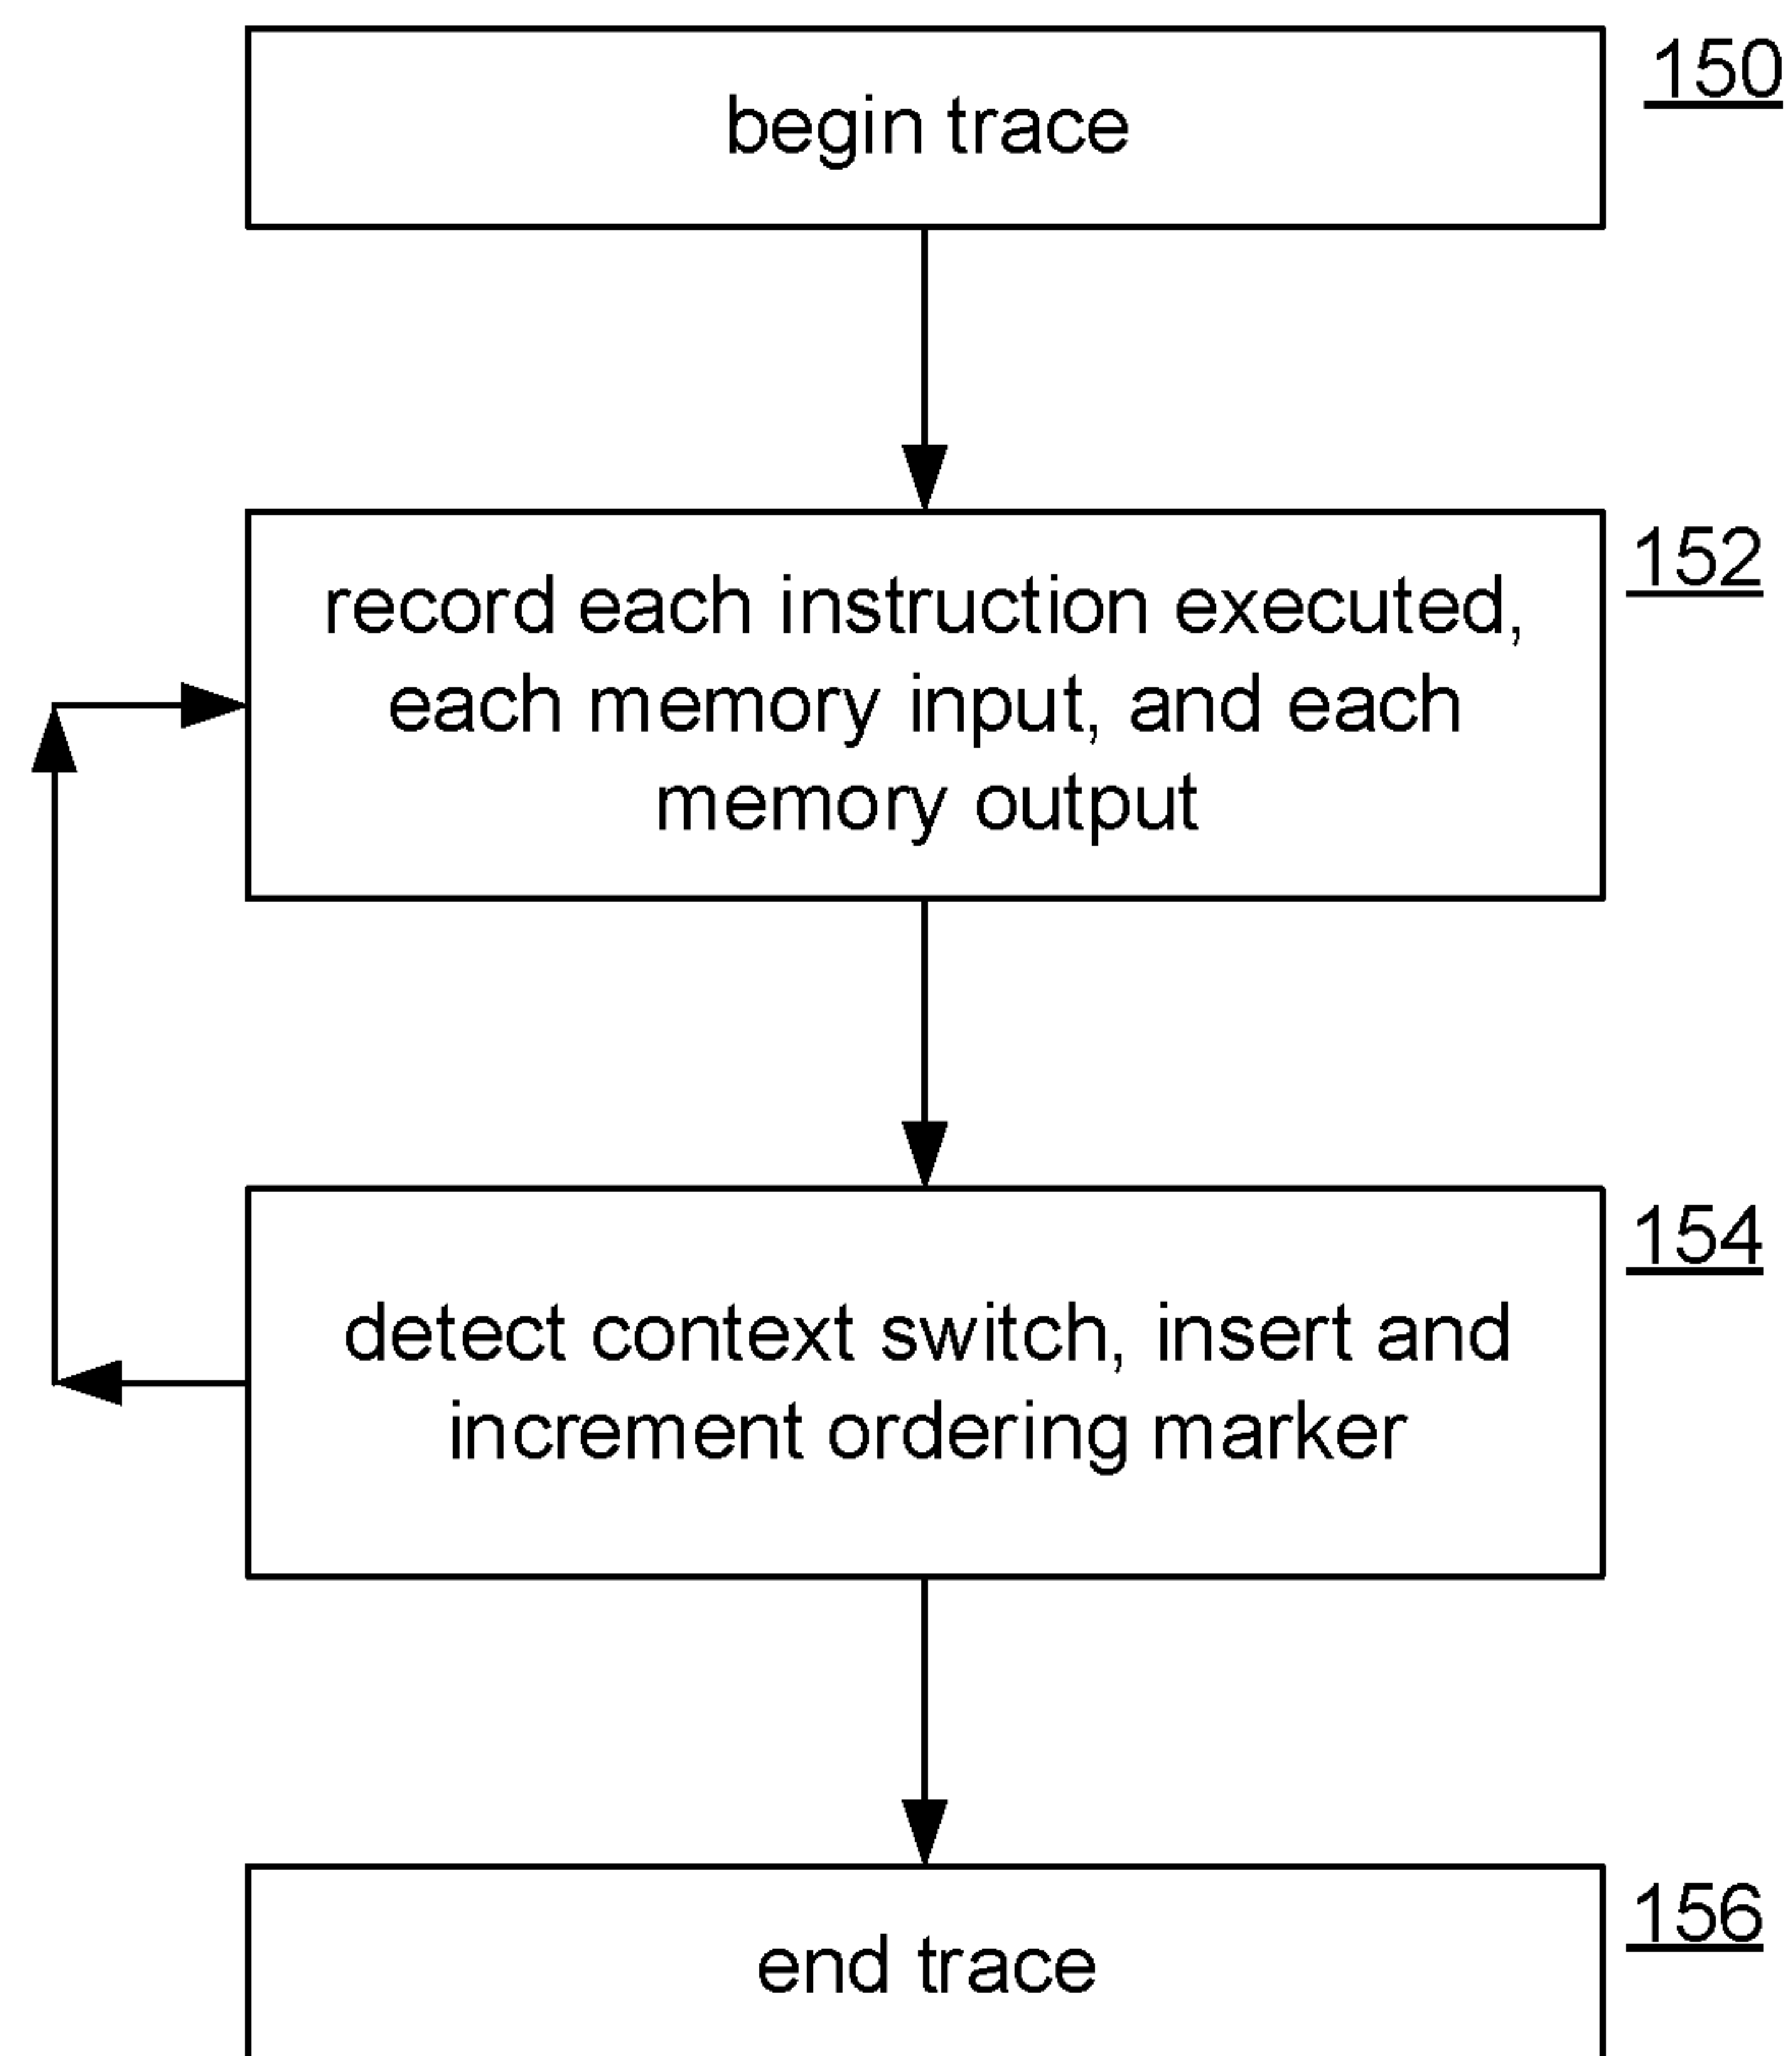 begin trace
150
record each instruction executed,
each memory input, and each
memory output
152
detect context switch, insert and
increment ordering marker
154
end trace
156